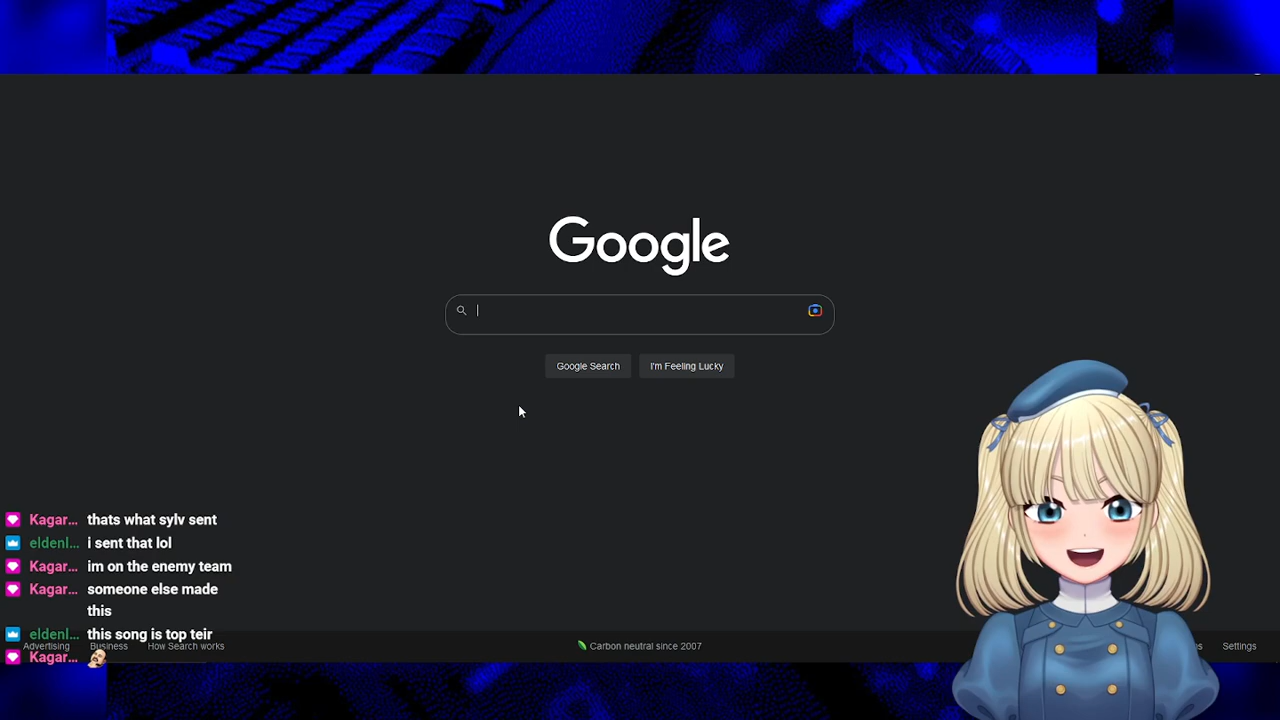 Google
Google Search
I'm Feeling Lucky
Kagar... thats what sylv sent
eldenl... i sent that lol
Kagar... im on the enemy team
Kagar... someone else made
this
eldenl... this song is top teir
Kagar...
Advertising Business How Search works
Carbon neutral since 2007
Settings